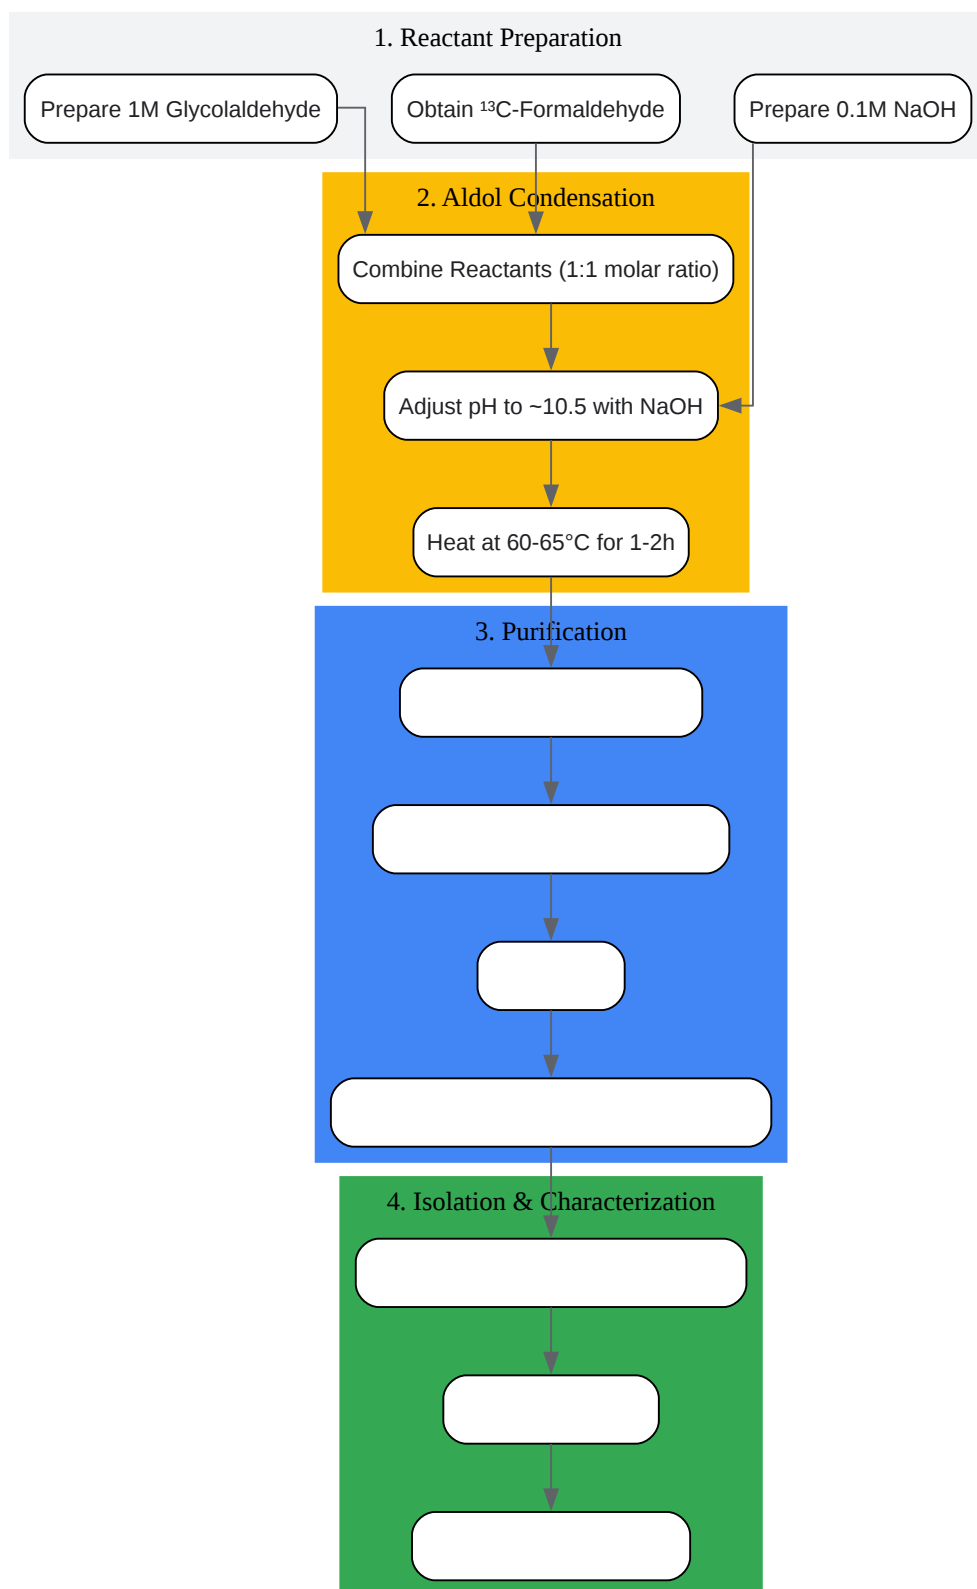 1. Reactant Preparation
Prepare 1M Glycolaldehyde
Obtain ¹³C-Formaldehyde
Prepare 0.1M NaOH
2. Aldol Condensation
Combine Reactants (1:1 molar ratio)
Adjust pH to ~10.5 with NaOH
Heat at 60-65°C for 1-2h
3. Purification
4. Isolation & Characterization